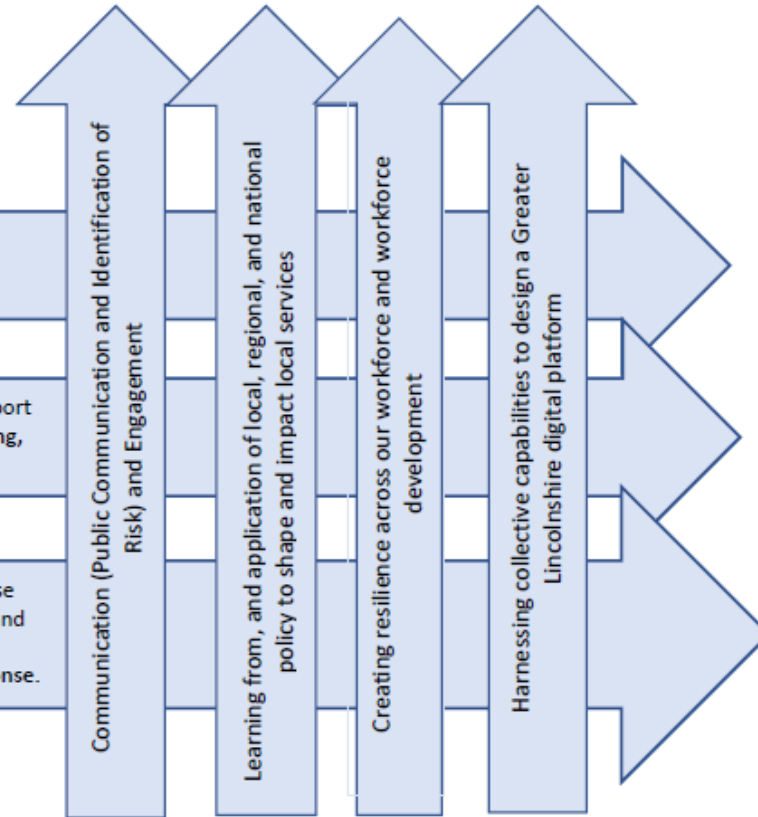 Communication (Public Communication and Identification of
Risk) and Engagement
Learning from, and application of local, regional, and national
policy to shape and impact local services
Creating resilience across our workforce and workforce
development
Harnessing collective capabilities to design a Greater
Lincolnshire digital platform